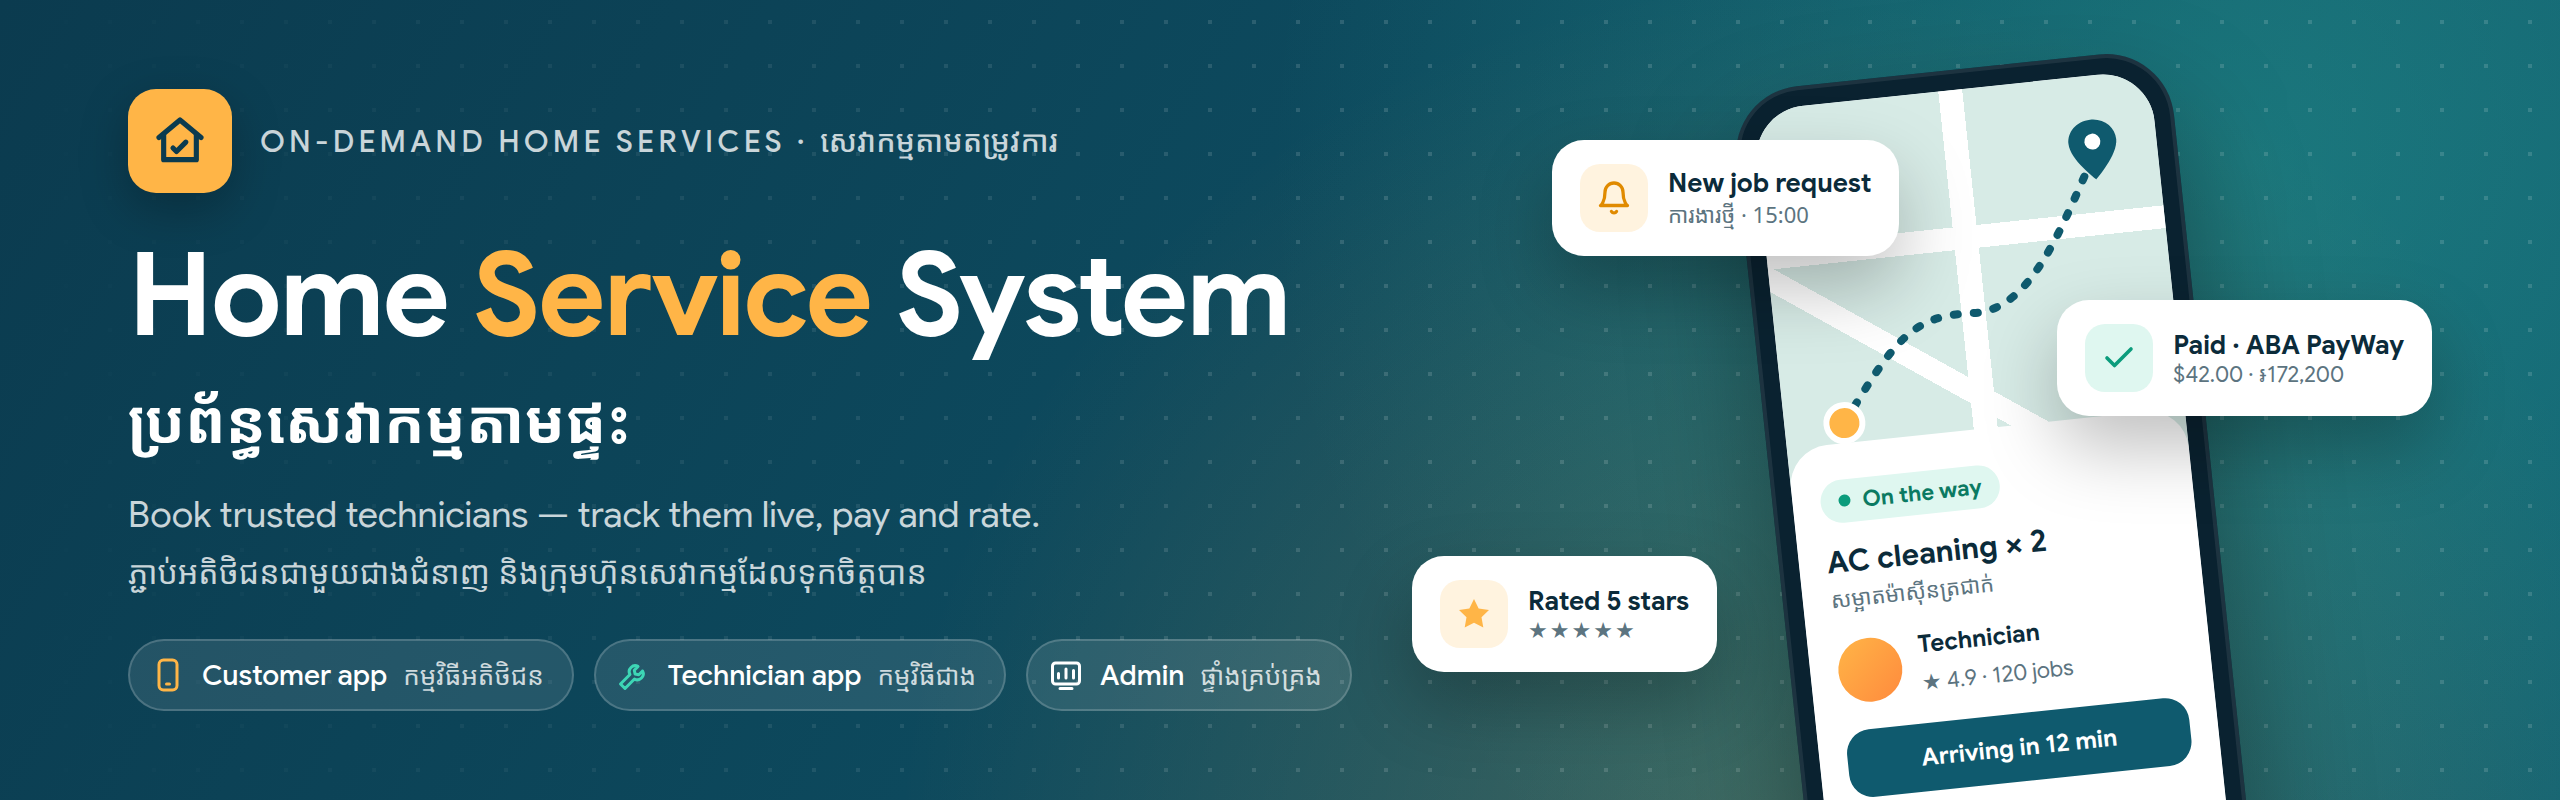 ON-DEMAND HOME SERVICES · សេវាកម្មតាមតម្រូវការ
Home Service System
ប្រព័ន្ធសេវាកម្មតាមផ្ទះ
Book trusted technicians — track them live, pay and rate.
ភ្ជាប់អតិថិជនជាមួយជាងជំនាញ និងក្រុមហ៊ុនសេវាកម្មដែលទុកចិត្តបាន
Customer app កម្មវិធីអតិថិជន
Technician app កម្មវិធីជាង
Admin ផ្ទាំងគ្រប់គ្រង
New job request
ការងារថ្មី · 15:00
Paid · ABA PayWay
$42.00 · ៛172,200
Rated 5 stars
★★★★★
On the way
AC cleaning × 2
សម្អាតម៉ាស៊ីនត្រជាក់
Technician
★ 4.9 · 120 jobs
Arriving in 12 min